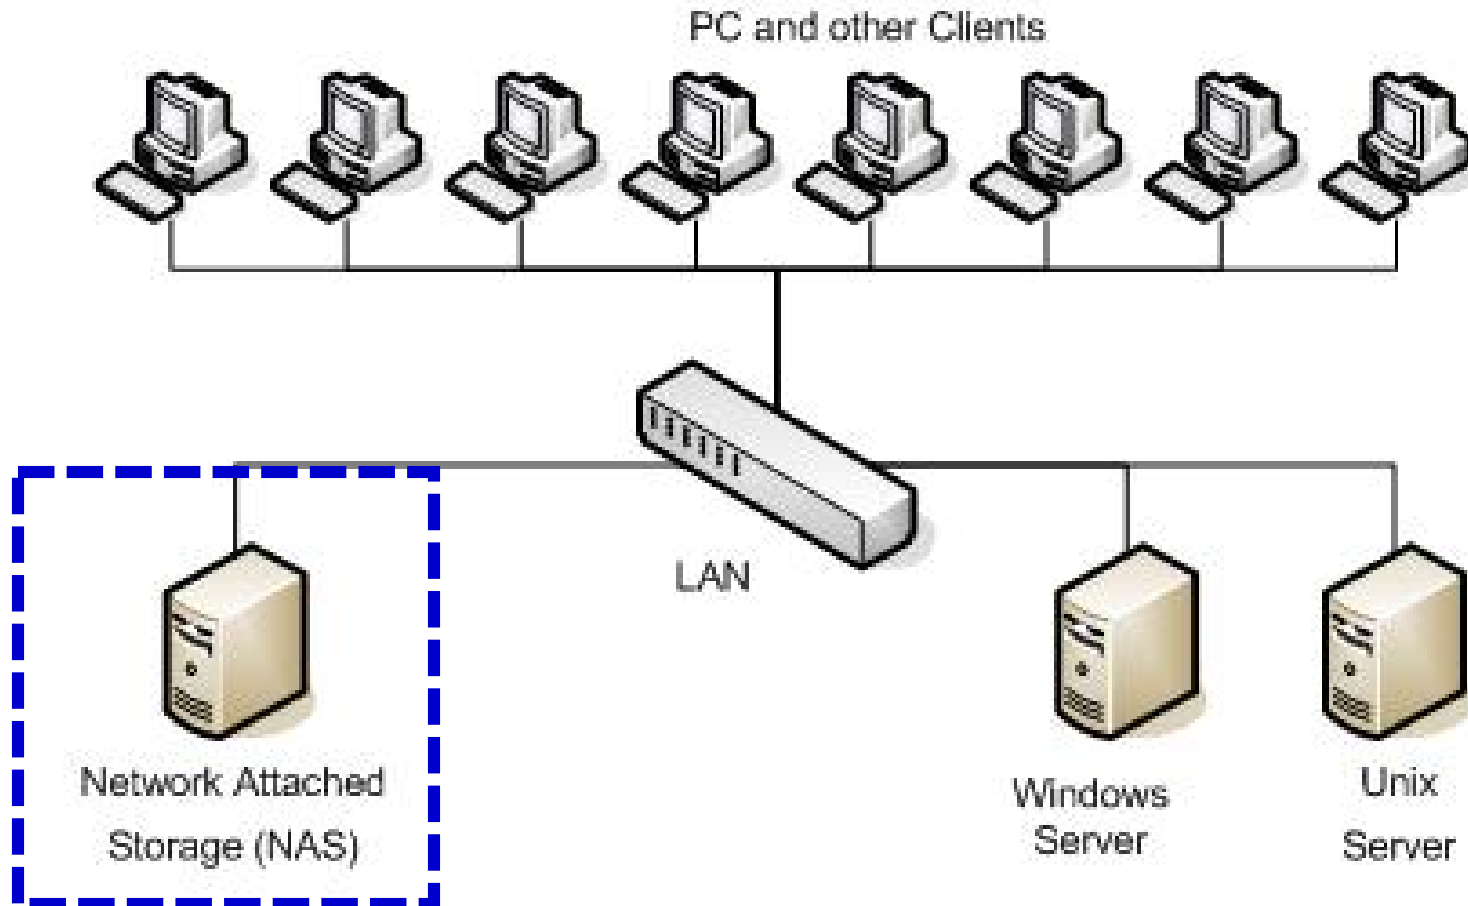 PC and other Clients
LAN
Network Attached
Storage (NAS)
Windows
Server
Unix
Server